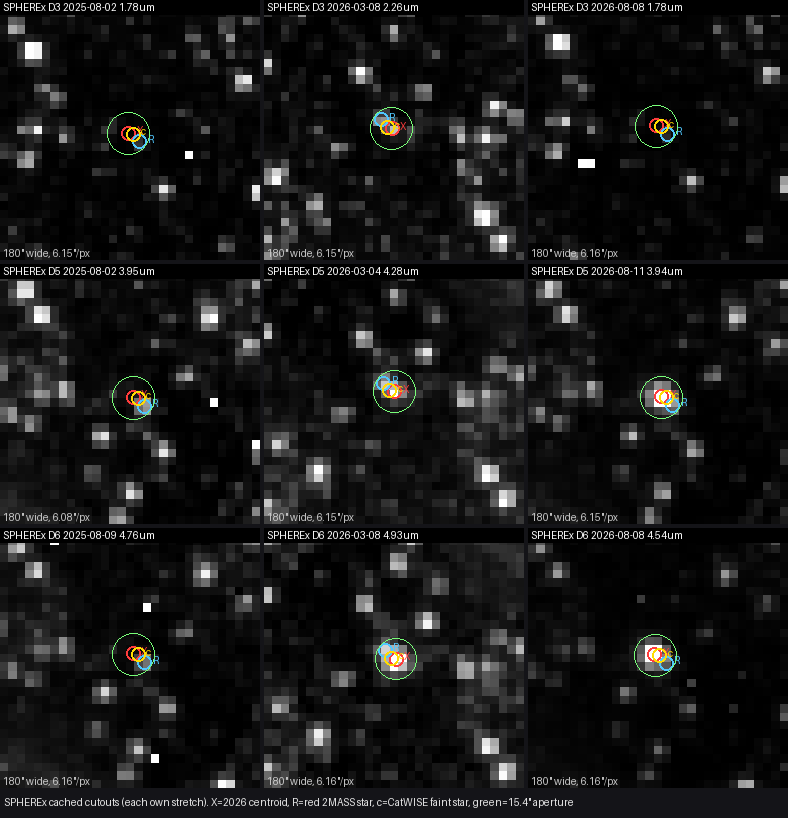 SPHEREx D3 2025-08-02 1.78um
SPHEREx D3 2026-03-08 2.26um
SPHEREx D3 2026-08-08 1.78um
180" wide, 6.15"/px
180" wide, 6.15"/px
180" wide, 6.16"/px
SPHEREx D5 2025-08-02 3.95um
SPHEREx D5 2026-03-04 4.28um
SPHEREx D5 2026-08-11 3.94um
180" wide, 6.08"/px
180" wide, 6.15"/px
180" wide, 6.15"/px
SPHEREx D6 2025-08-09 4.76um
SPHEREx D6 2026-03-08 4.93um
SPHEREx D6 2026-08-08 4.54um
180" wide, 6.16"/px
180" wide, 6.15"/px
180" wide, 6.16"/px
SPHEREx cached cutouts (each own stretch). X=2026 centroid, R=red 2MASS star, c=CatWISE faint star, green=15.4" aperture